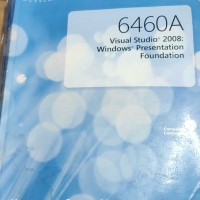 6460A
Visual Studio® 2008:
Windows® Presentation
Foundation